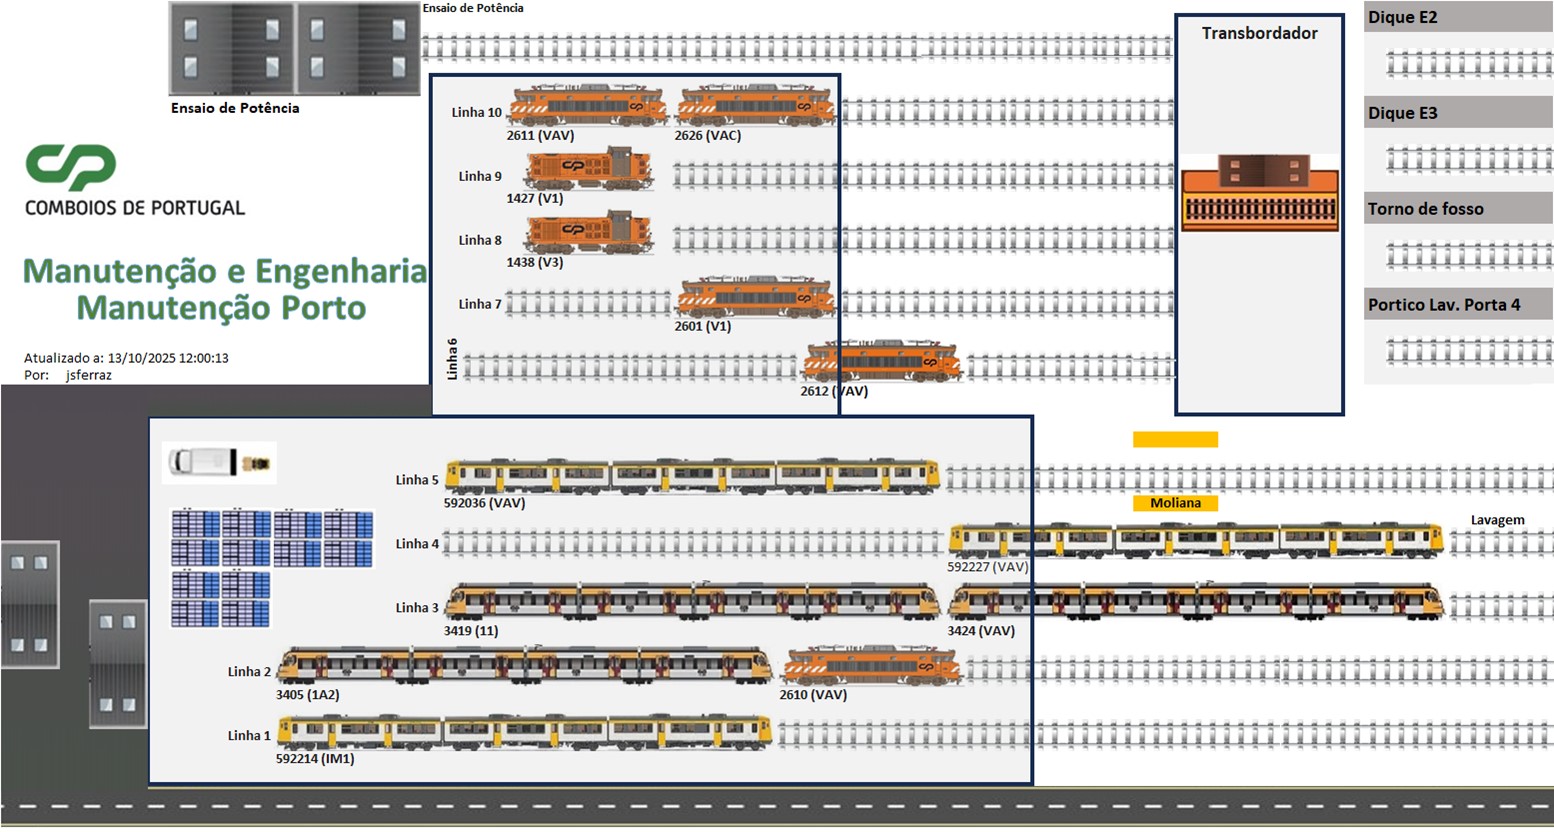 Ensaio de Potência
Ensaio de Potência
CP
COMBOIOS DE PORTUGAL
Manutenção e Engenharia
Manutenção Porto
Atualizado a: 13/10/2025 12:00:13
Por: jsferraz
Linha 10
2611 (VAV)
2626 (VAC)
Linha 9
1427 (V1)
Linha 8
1438 (V3)
Linha 7
2601 (V1)
Linha 6
2612 (VAV)
Transbordador
Dique E2
Dique E3
Torno de fosso
Portico Lav. Porta 4
Linha 5
592036 (VAV)
Moliana
Lavagem
Linha 4
592227 (VAV)
Linha 3
3419 (11)
3424 (VAV)
Linha 2
3405 (1A2)
2610 (VAV)
Linha 1
592214 (IM1)